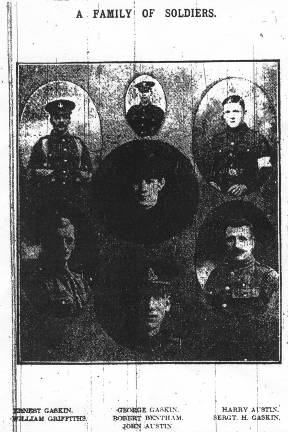 A FAMILY OF SOLDIERS.
ERNEST GASKIN. GEORGE GASKIN. HARRY AUSTIN.
WILLIAM GRIFFITHS. ROBERT BENTHAM. SERGT. H. GASKIN.
JOHN AUSTIN